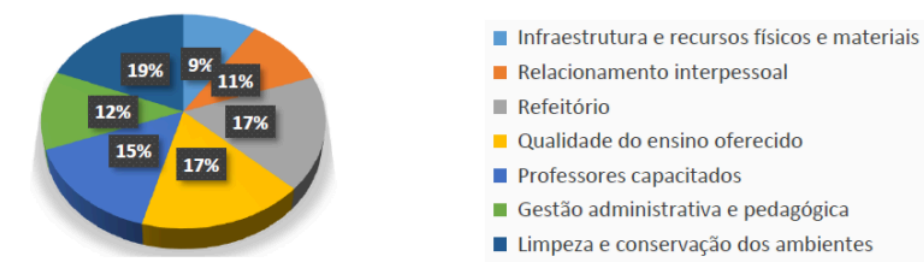 19%
9%
11%
12%
17%
15%
17%
Infraestrutura e recursos físicos e materiais
Relacionamento interpessoal
Refeitório
Qualidade do ensino oferecido
Professores capacitados
Gestão administrativa e pedagógica
Limpeza e conservação dos ambientes